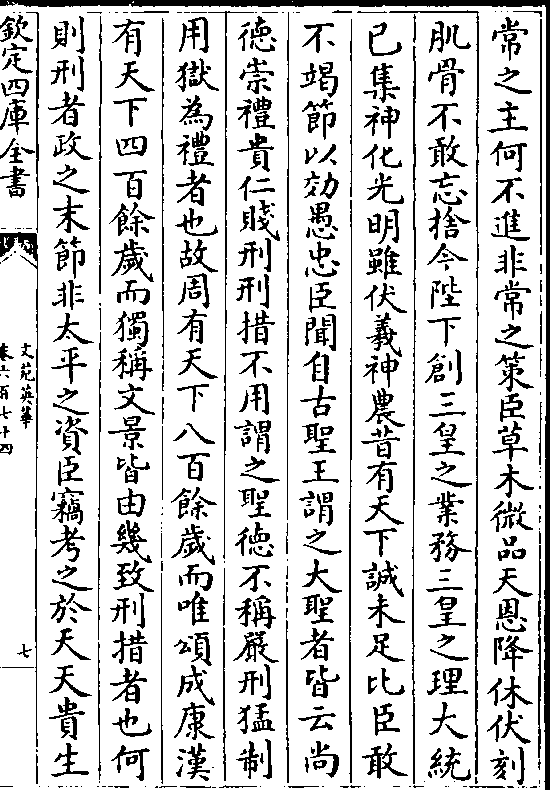 常之主何不進非常之策臣草木微品天恩降休伏刻
肌骨不敢忘捨今陛下創三皇之業務三皇之理大統
已集神化光明雖伏羲神農昔有天下誠未足比臣敢
不竭節以効愚忠臣聞自古聖王謂之大聖者皆云尚
德崇禮貴仁賤刑刑措不用謂之聖德不稱嚴刑猛制
用獄為禮者也故周有天下八百餘歲而唯頌成康漢
有天下四百餘歲而獨稱文景皆由幾致刑措者也何
則刑者政之末節非太平之資臣竊考之於天天貴生
欽定四庫全書
文苑英華
卷六百七十四
七